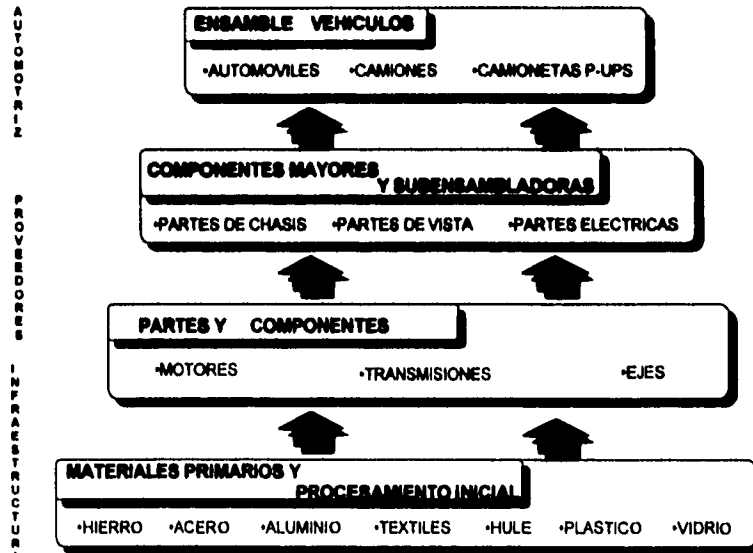 AUTOMOTRIZ
ENSAMBLE VEHICULOS
•AUTOMOVILES •CAMIONES •CAMIONETAS P-UPS
PROVEEDORES
COMPONENTES MAYORES
Y SUBENSAMBLADORAS
•PARTES DE CHASIS •PARTES DE VISTA •PARTES ELECTRICAS
PARTES Y COMPONENTES
•MOTORES •TRANSMISIONES •EJES
INFRAESTRUCTUR
MATERIALES PRIMARIOS Y
PROCESAMIENTO INICIAL
•HIERRO •ACERO •ALUMINIO •TEXTILES •HULE •PLASTICO •VIDRIO